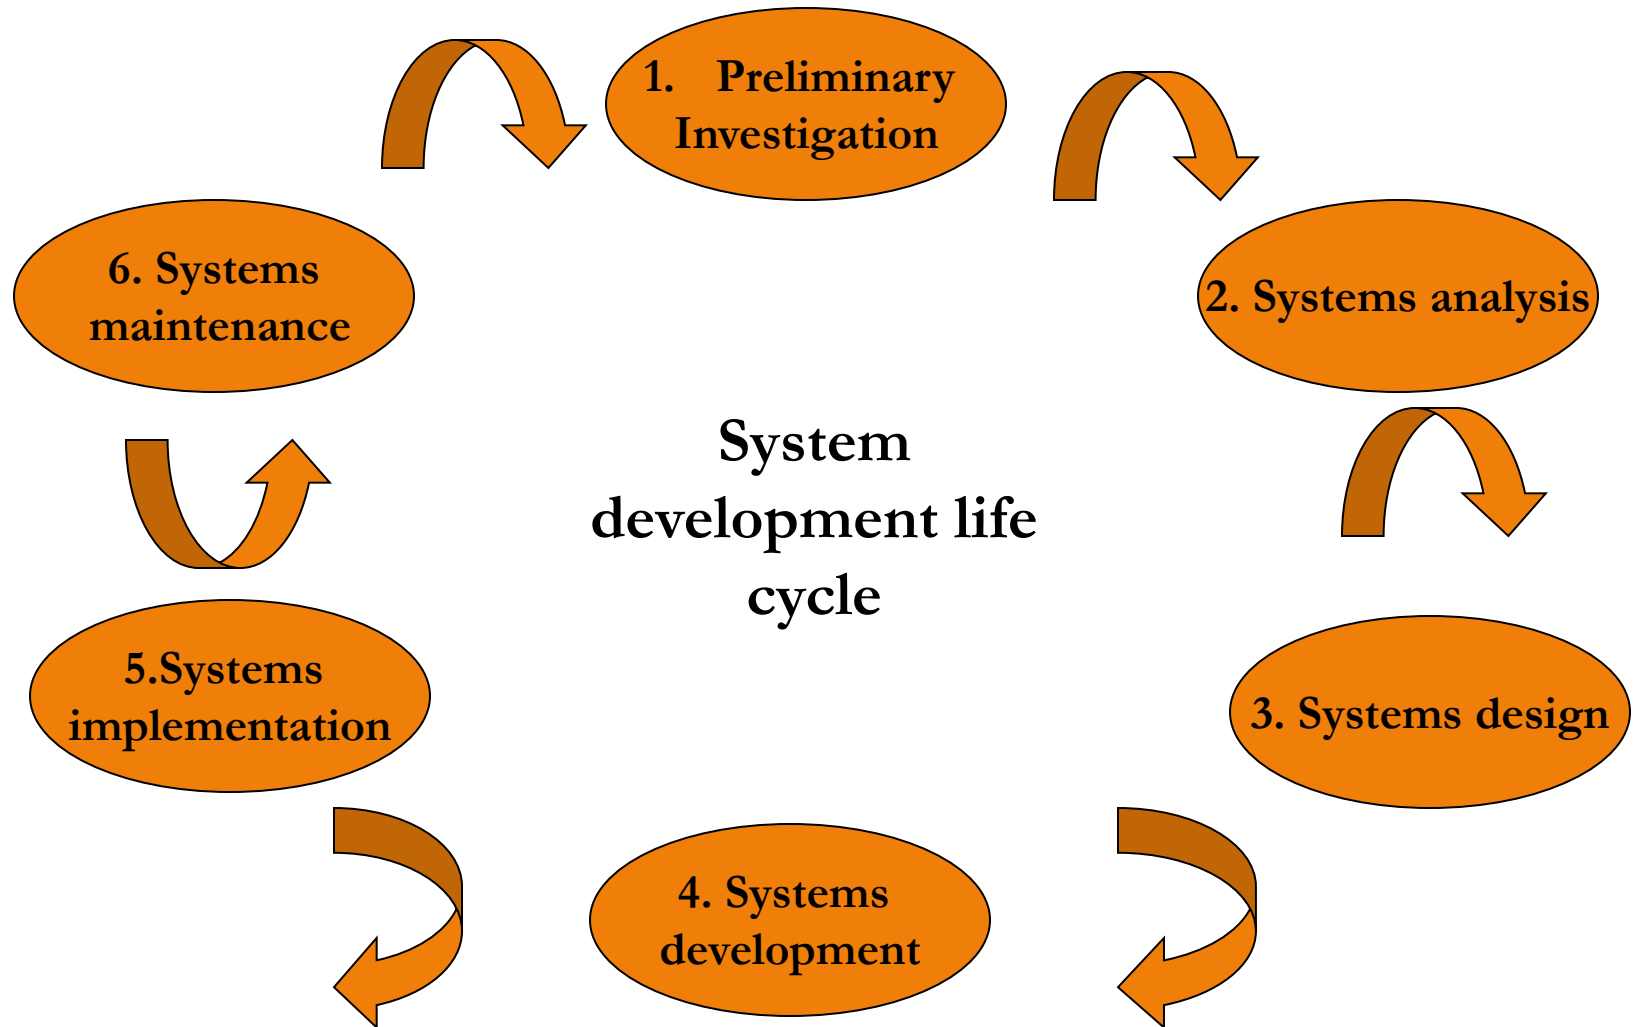 1. Preliminary
Investigation
2. Systems analysis
3. Systems design
4. Systems
development
5.Systems
implementation
6. Systems
maintenance
System
development life
cycle